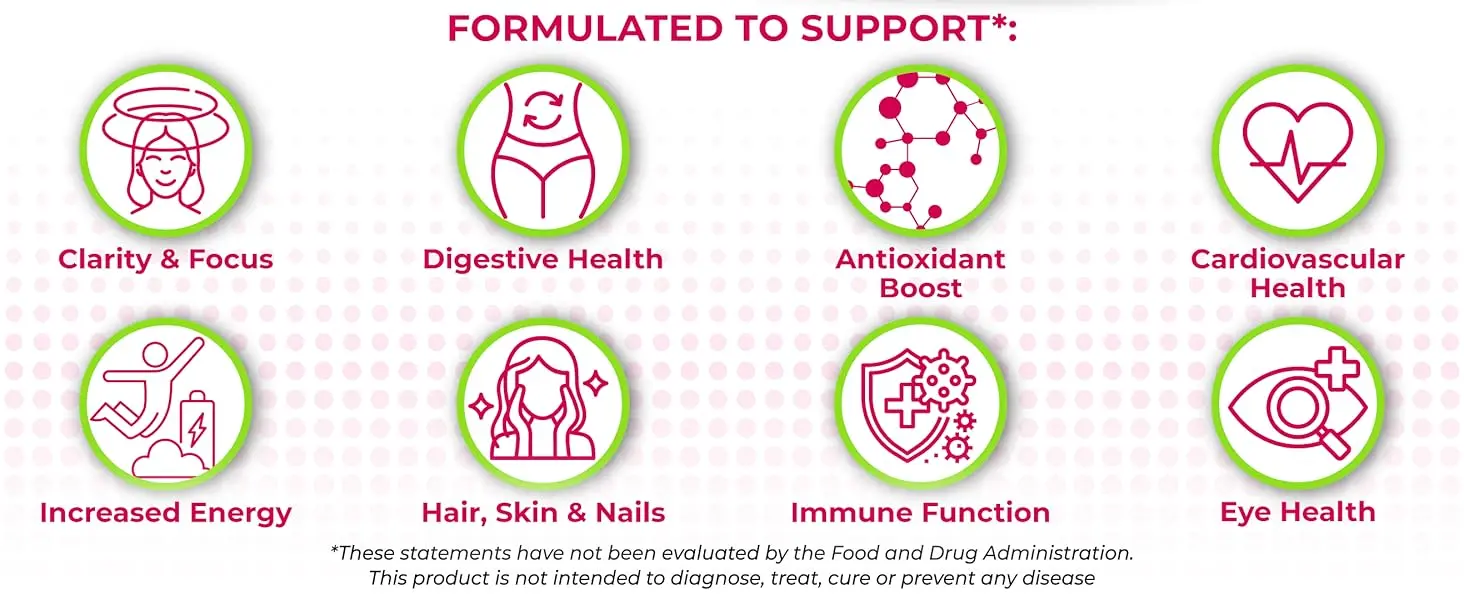 FORMULATED TO SUPPORT*:
Clarity & Focus
Digestive Health
Antioxidant
Boost
Cardiovascular
Health
Increased Energy
Hair, Skin & Nails
Immune Function
Eye Health
*These statements have not been evaluated by the Food and Drug Administration.
This product is not intended to diagnose, treat, cure or prevent any disease